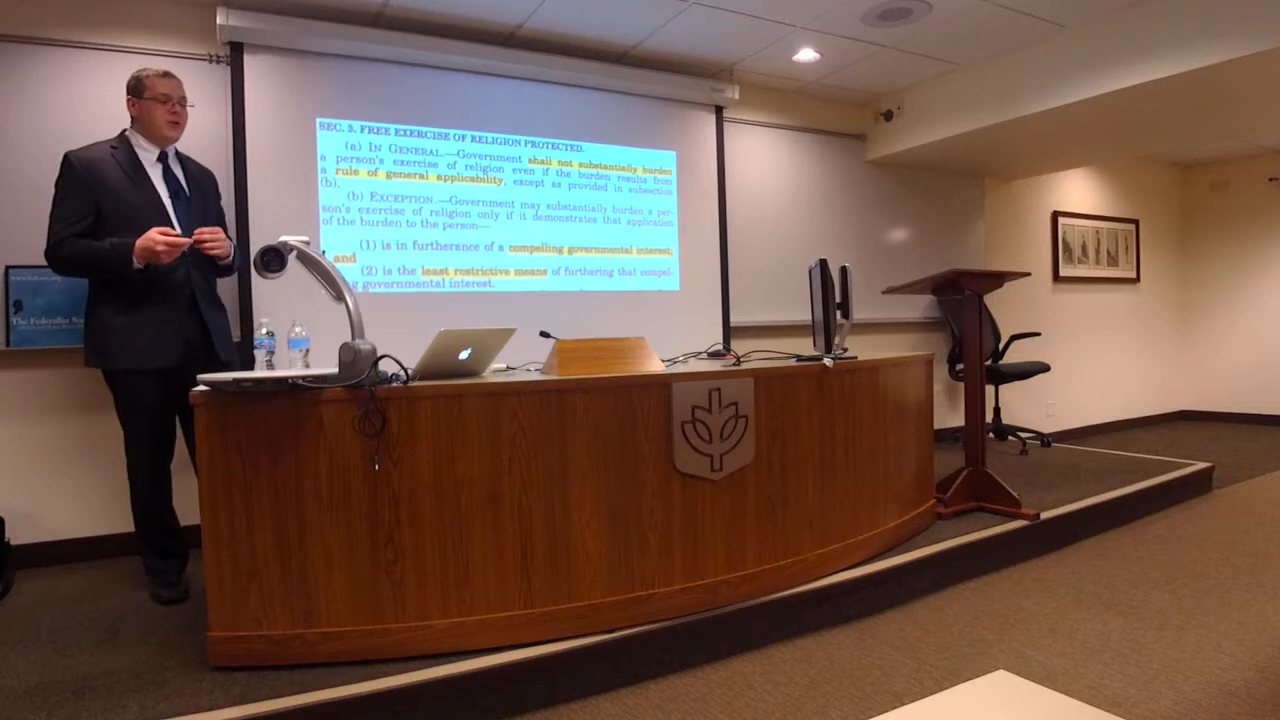 SEC. 3. FREE EXERCISE OF RELIGION PROTECTED.
(a) IN GENERAL.—Government shall not substantially burden
a person's exercise of religion even if the burden results from
a rule of general applicability, except as provided in subsection
(b).
(b) EXCEPTION.—Government may substantially burden a per-
son's exercise of religion only if it demonstrates that application
of the burden to the person—
(1) is in furtherance of a compelling governmental interest;
and
(2) is the least restrictive means of furthering that compel-
g governmental interest.
The Federalist